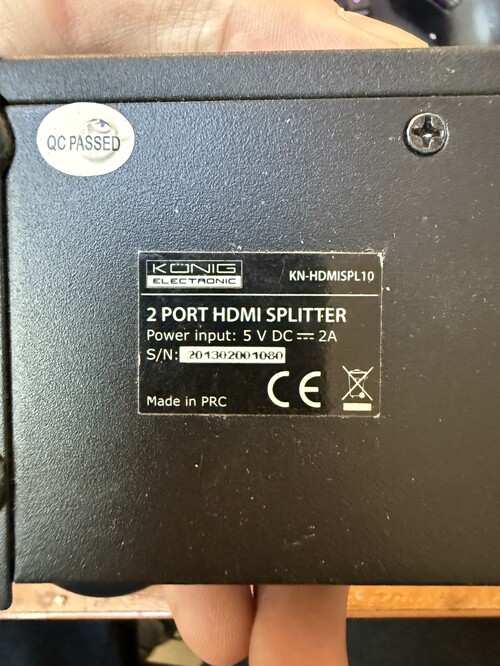 QC PASSED
KÖNIG
ELECTRONIC
KN-HDMISPL10
2 PORT HDMI SPLITTER
Power input: 5 V DC ⎓ 2A
S/N: 201302001080
CE
Made in PRC